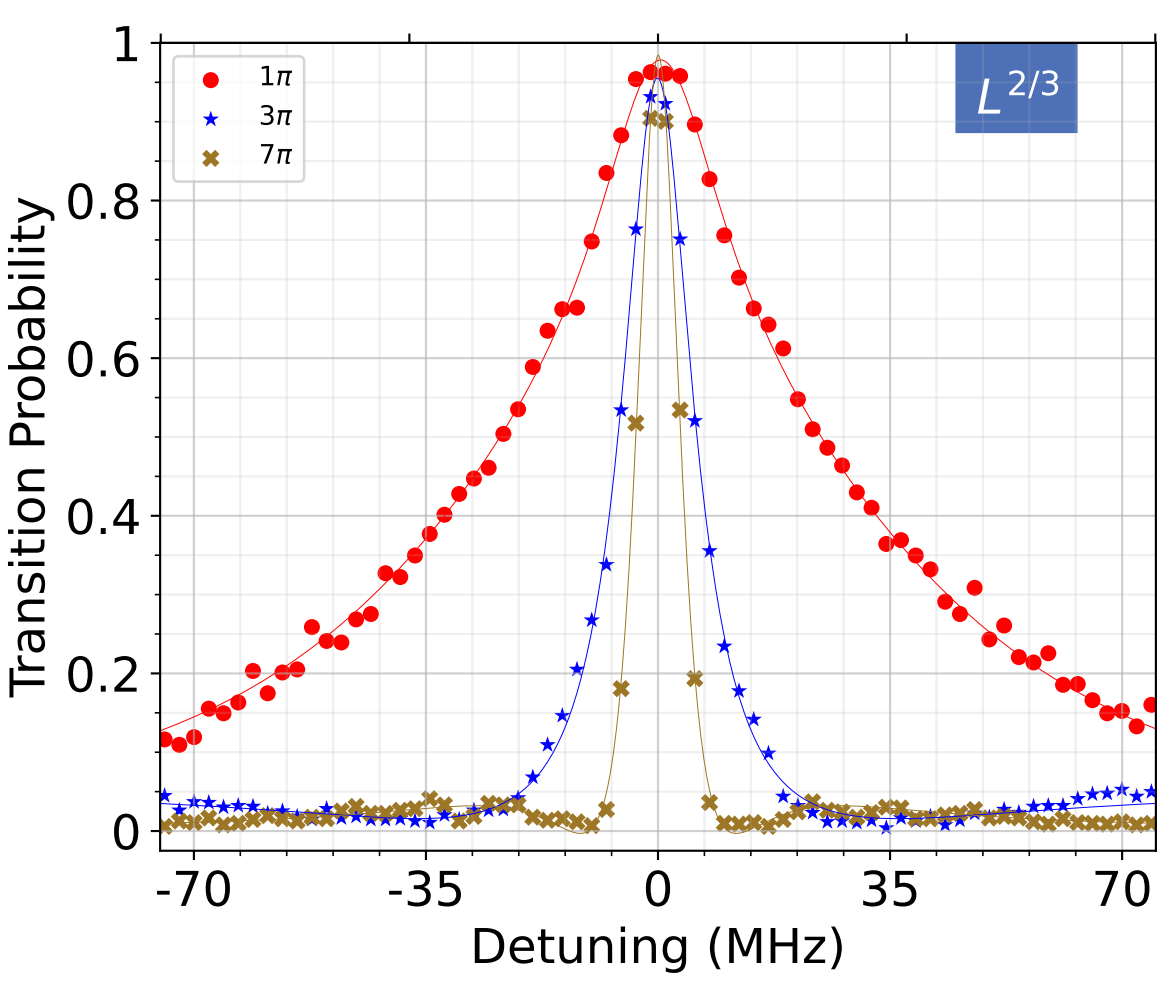 1
1π
3π
7π
L^2/3
0.8
0.6
0.4
0.2
0
Transition Probability
-70 -35 0 35 70
Detuning (MHz)